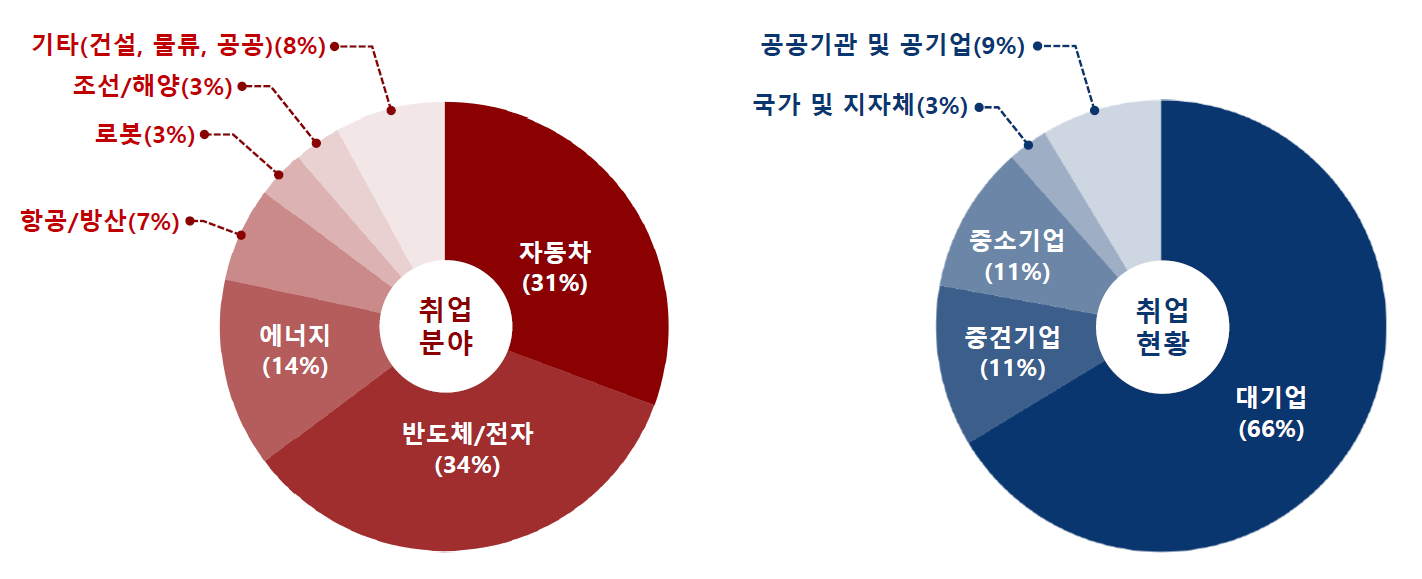 기타(건설, 물류, 공공)(8%)
조선/해양(3%)
로봇(3%)
항공/방산(7%)
자동차
(31%)
취업
분야
에너지
(14%)
반도체/전자
(34%)
공공기관 및 공기업(9%)
국가 및 지자체(3%)
중소기업
(11%)
취업
현황
중견기업
(11%)
대기업
(66%)